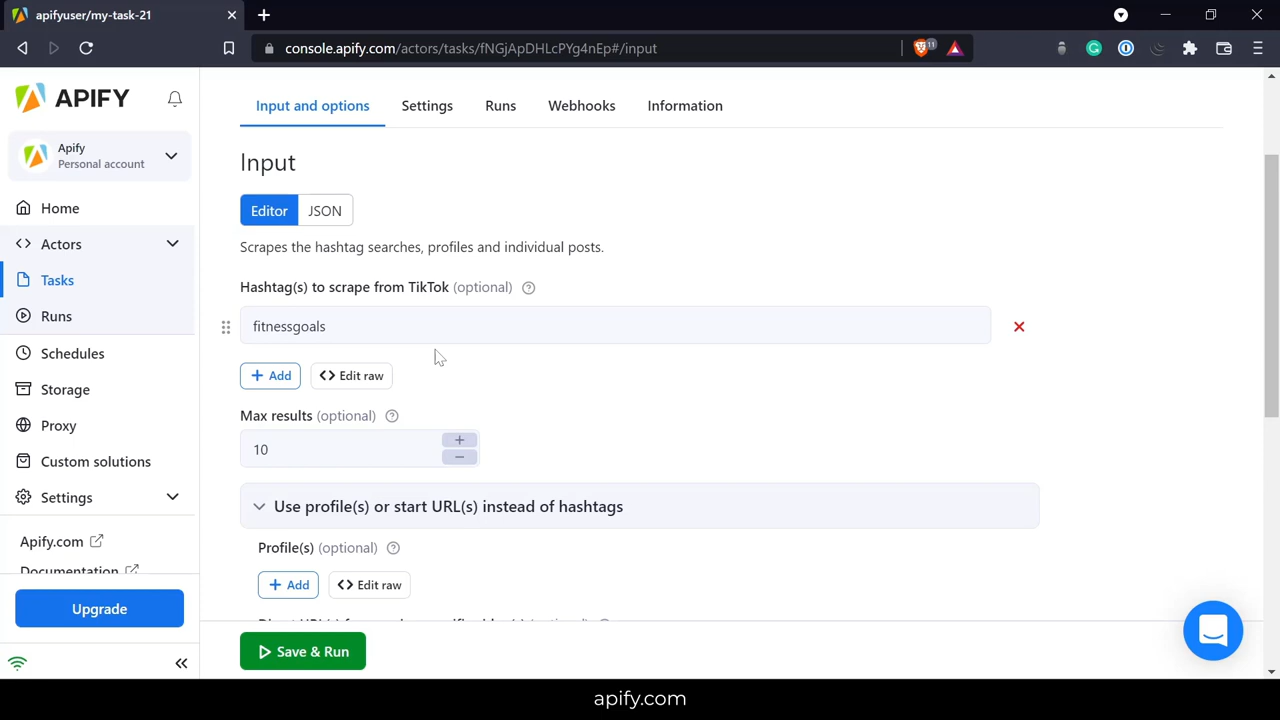 apifyuser/my-task-21
console.apify.com/actors/tasks/fNGjApDHLcPYg4nEp#/input
11
APIFY
Apify
Personal account
Home
Actors
Tasks
Runs
Schedules
Storage
Proxy
Custom solutions
Settings
Apify.com
Documentation
Upgrade
Input and options
Settings
Runs
Webhooks
Information
Input
Editor
JSON
Scrapes the hashtag searches, profiles and individual posts.
Hashtag(s) to scrape from TikTok (optional)
fitnessgoals
+ Add
<> Edit raw
Max results (optional)
10
Use profile(s) or start URL(s) instead of hashtags
Profile(s) (optional)
+ Add
<> Edit raw
Save & Run
apify.com